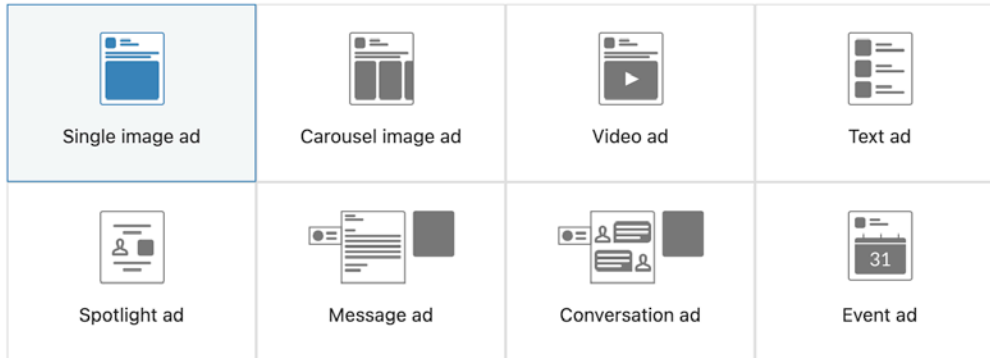 Single image ad
Carousel image ad
Video ad
Text ad
Spotlight ad
Message ad
Conversation ad
31
Event ad